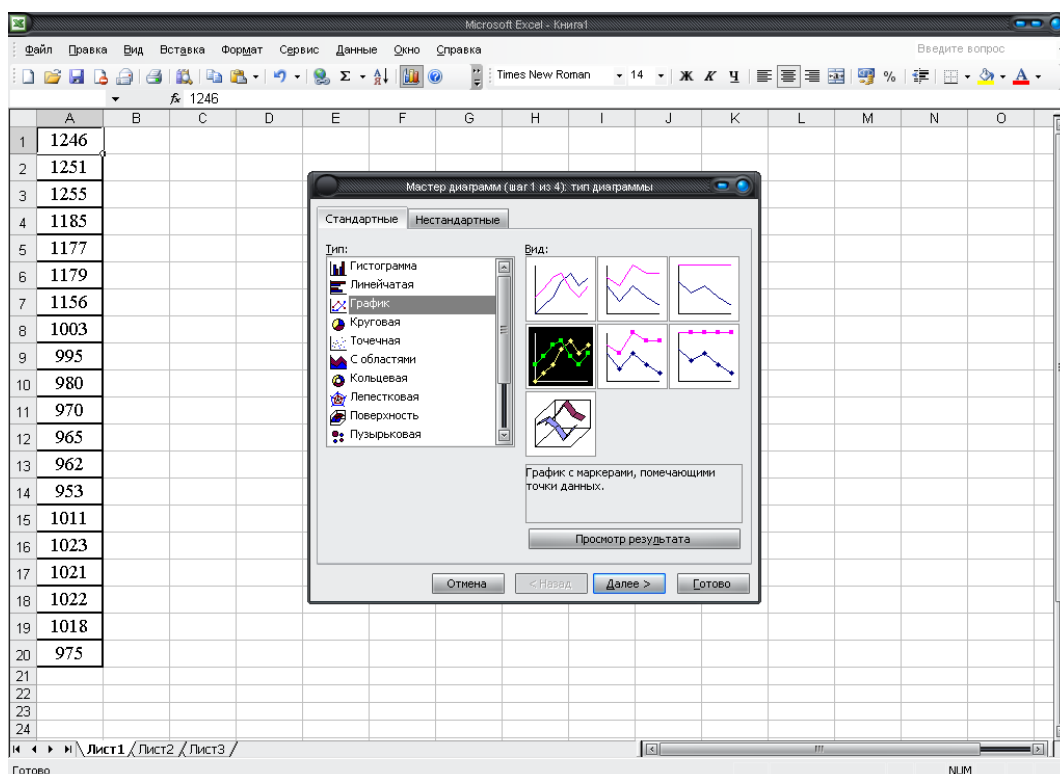 Microsoft Excel - Книга1
Файл Правка Вид Вставка Формат Сервис Данные Окно Справка Введите вопрос
Times New Roman 14 Ж К Ч %
fx 1246
A B C D E F G H I J K L M N O
1 1246
2 1251
3 1255
4 1185
5 1177
6 1179
7 1156
8 1003
9 995
10 980
11 970
12 965
13 962
14 953
15 1011
16 1023
17 1021
18 1022
19 1018
20 975
21
22
23
24
Мастер диаграмм (шаг 1 из 4): тип диаграммы
Стандартные Нестандартные
Тип: Вид:
Гистограмма
Линейчатая
График
Круговая
Точечная
С областями
Кольцевая
Лепестковая
Поверхность
Пузырьковая
График с маркерами, помечающими
точки данных.
Просмотр результата
Отмена < Назад Далее > Готово
Лист1 Лист2 Лист3
Готово NUM